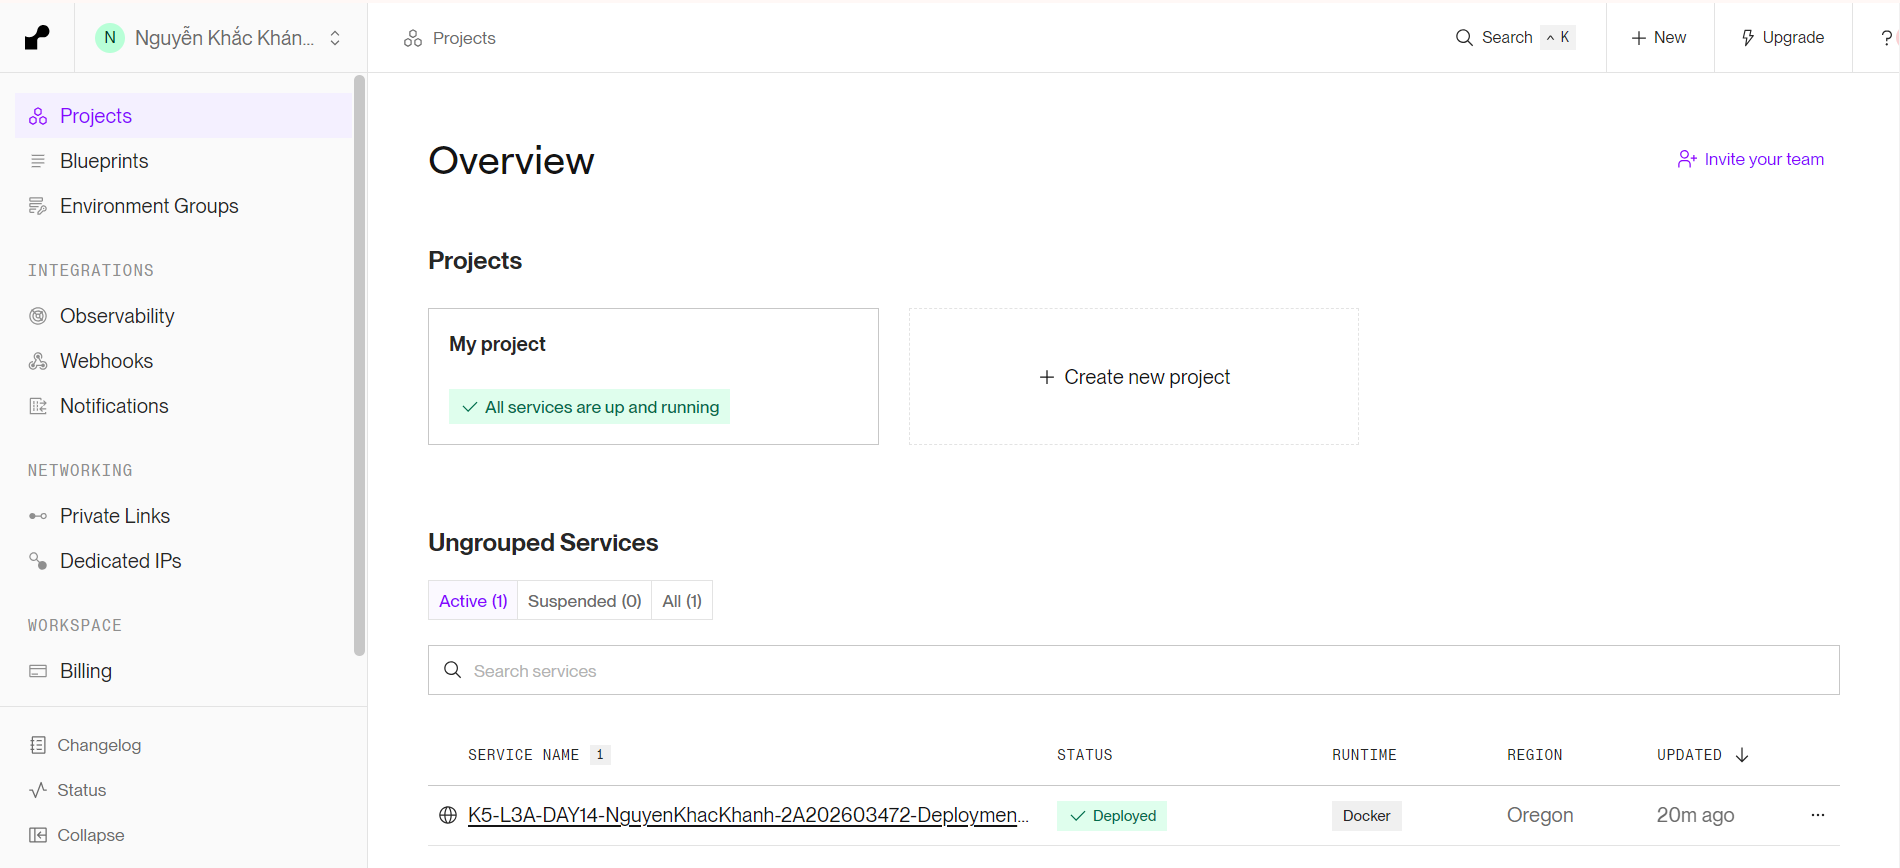 N Nguyễn Khắc Khán...
Projects
Search ^ K
+ New
Upgrade
?
Projects
Blueprints
Environment Groups
INTEGRATIONS
Observability
Webhooks
Notifications
NETWORKING
Private Links
Dedicated IPs
WORKSPACE
Billing
Changelog
Status
Collapse
Overview
Invite your team
Projects
My project
All services are up and running
+ Create new project
Ungrouped Services
Active (1) Suspended (0) All (1)
Search services
SERVICE NAME 1 STATUS RUNTIME REGION UPDATED ↓
K5-L3A-DAY14-NguyenKhacKhanh-2A202603472-Deploymen... Deployed Docker Oregon 20m ago ...